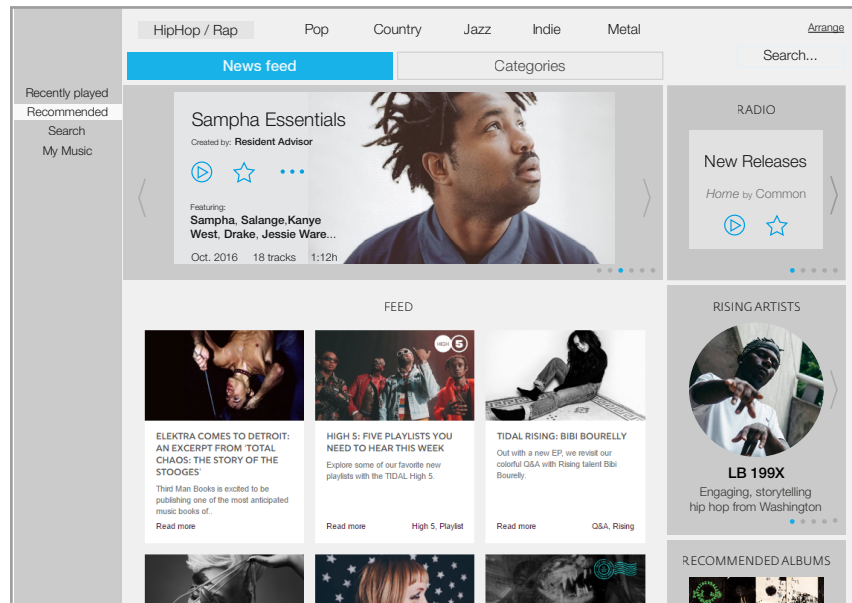 HipHop / Rap
Pop
Country
Jazz
Indie
Metal
Arrange
News feed
Categories
Search...
Recently played
Recommended
Search
My Music
Sampha Essentials
Created by: Resident Advisor
Featuring:
Sampha, Salange,Kanye
West, Drake, Jessie Ware...
Oct. 2016 18 tracks 1:12h
RADIO
New Releases
Home by Common
FEED
HIGH 5
ELEKTRA COMES TO DETROIT:
AN EXCERPT FROM 'TOTAL
CHAOS: THE STORY OF THE
STOOGES'
Third Man Books is excited to be
publishing one of the most anticipated
music books of..
Read more
HIGH 5: FIVE PLAYLISTS YOU
NEED TO HEAR THIS WEEK
Explore some of our favorite new
playlists with the TIDAL High 5.
Read more
High 5, Playlist
TIDAL RISING: BIBI BOURELLY
Out with a new EP, we revisit our
colorful Q&A with Rising talent Bibi
Bourelly.
Read more
Q&A, Rising
RISING ARTISTS
LB 199X
Engaging, storytelling
hip hop from Washington
RECOMMENDED ALBUMS